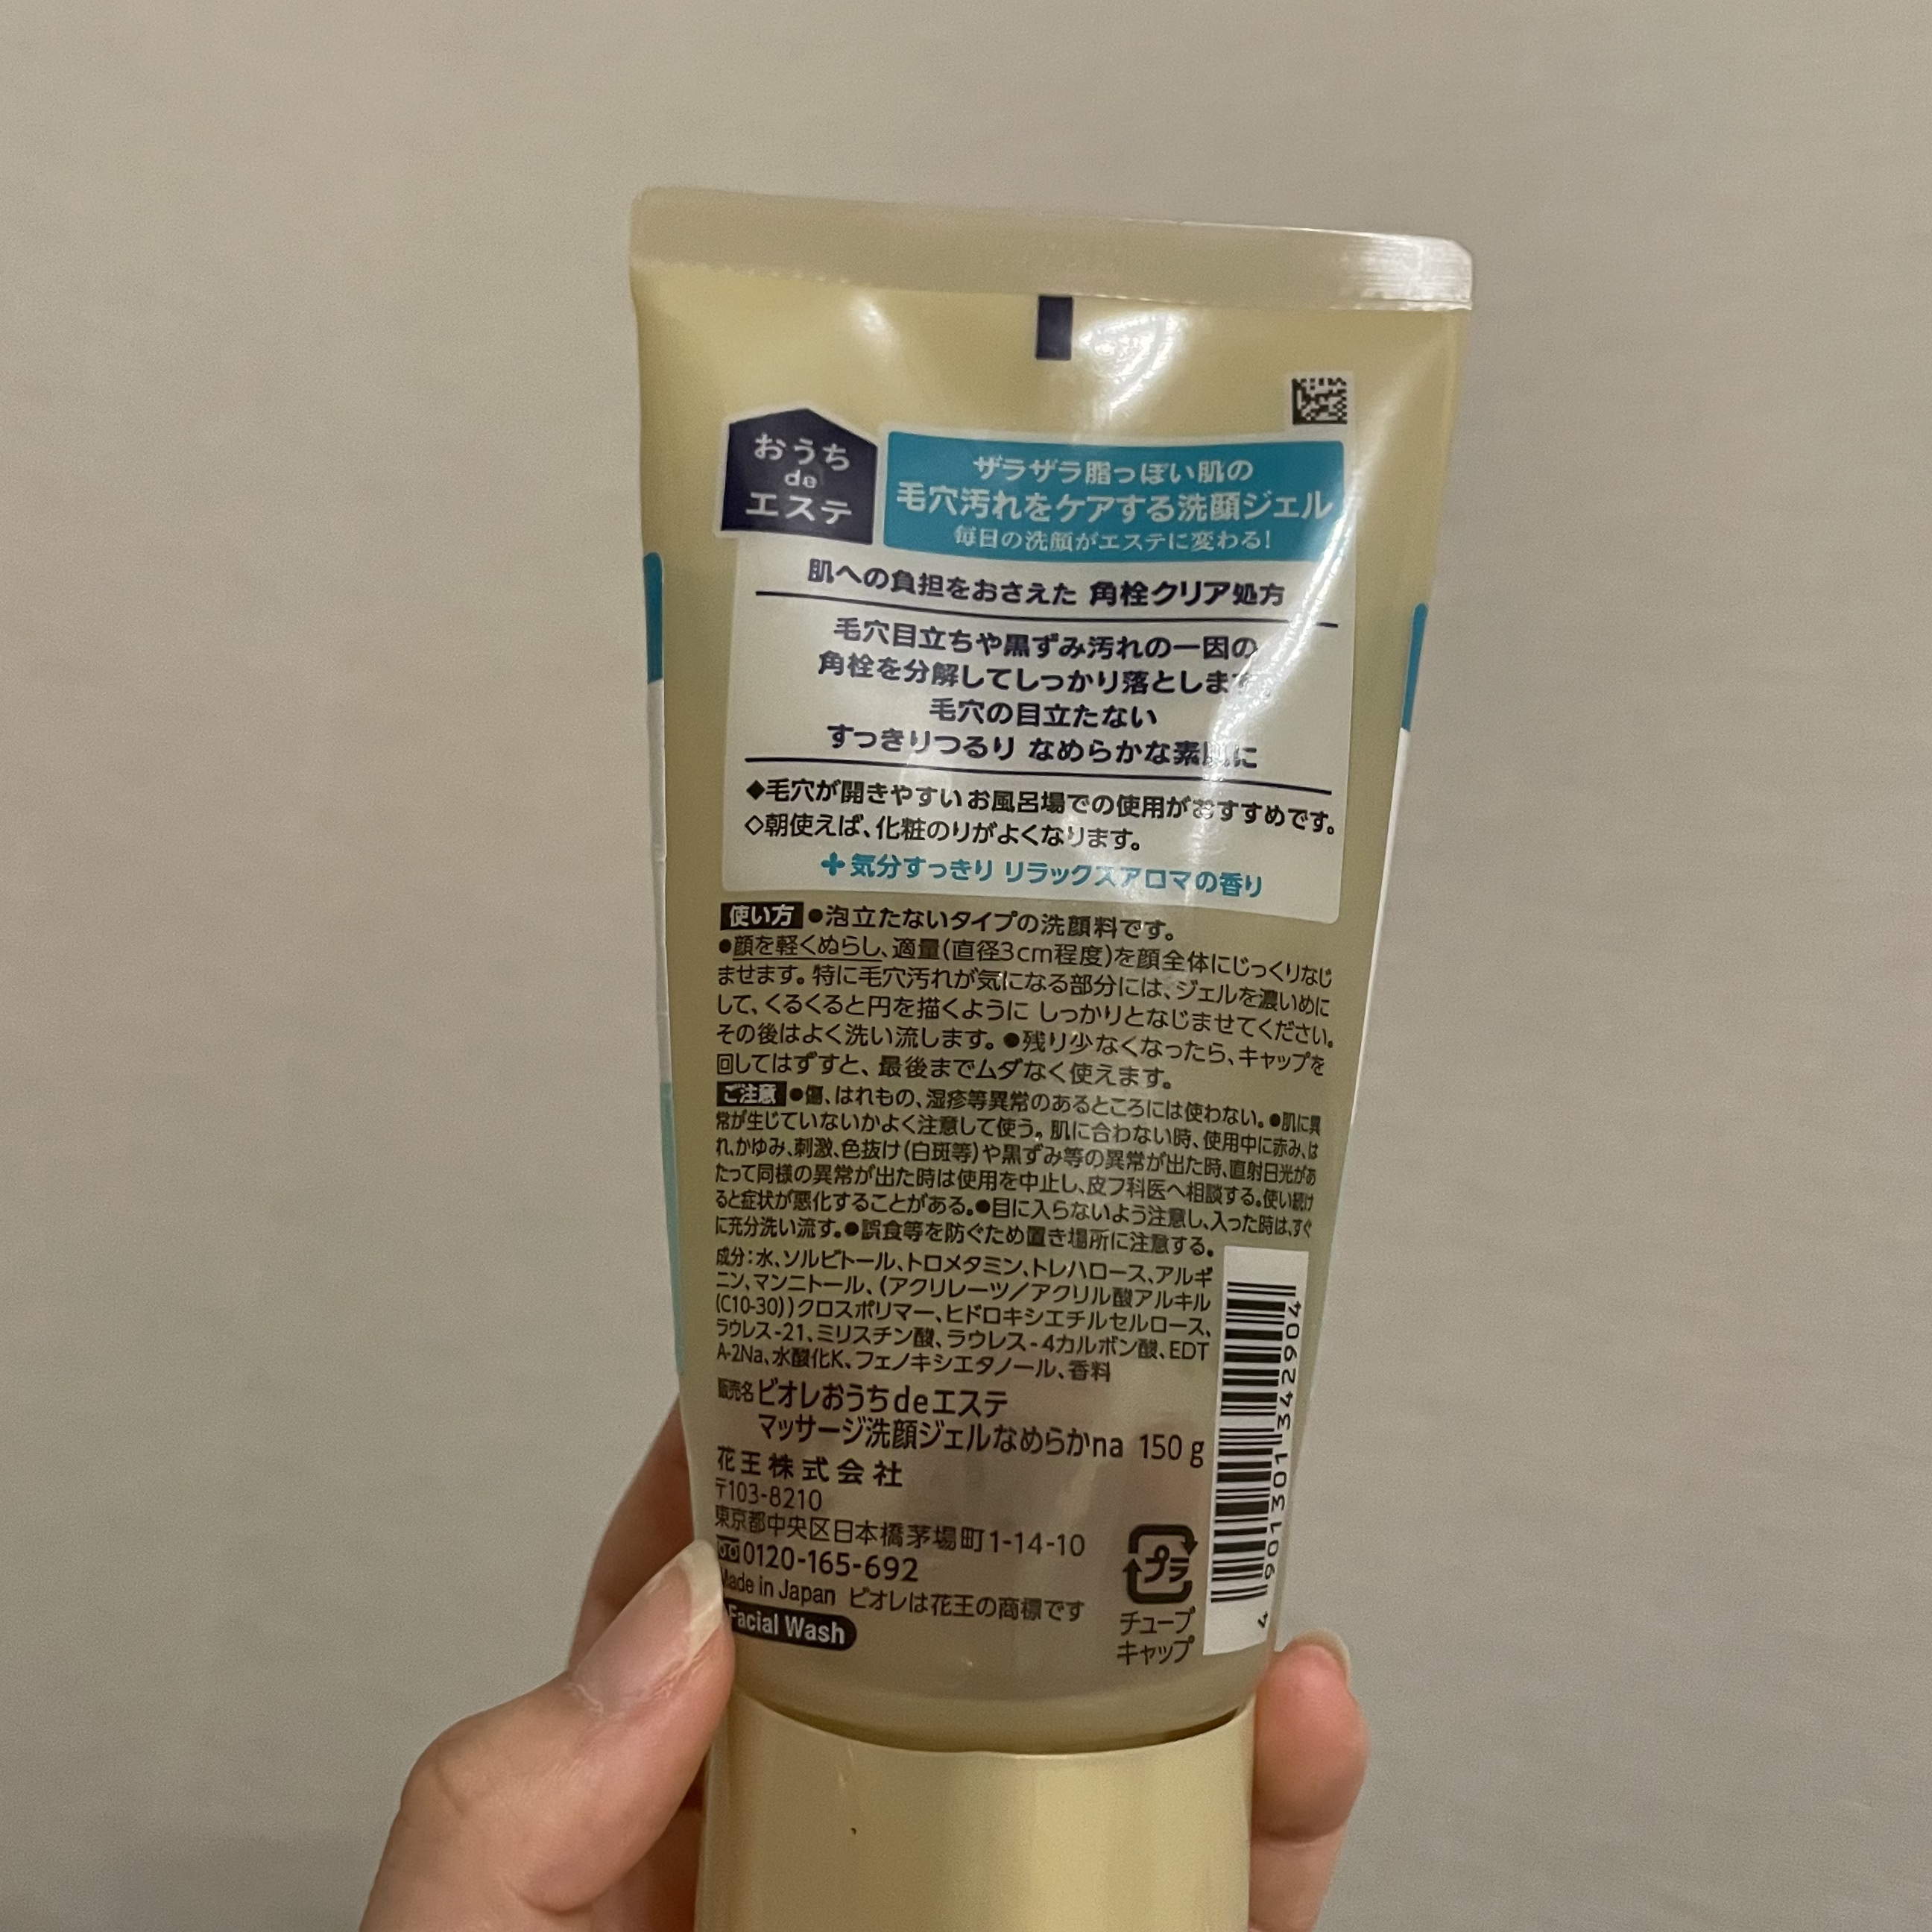 おうち
de
エステ
ザラザラ脂っぽい肌の
毛穴汚れをケアする洗顔ジェル
毎日の洗顔がエステに変わる!
肌への負担をおさえた 角栓クリア処方
毛穴目立ちや黒ずみ汚れの一因の
角栓を分解してしっかり落とします。
毛穴の目立たない
すっきりつるり なめらかな素肌に
◆毛穴が開きやすいお風呂場での使用がおすすめです。
◇朝使えば、化粧のりがよくなります。
気分すっきり リラックスアロマの香り
使い方 ●泡立たないタイプの洗顔料です。
●顔を軽くぬらし、適量(直径3cm程度)を顔全体にじっくりなじ
ませます。特に毛穴汚れが気になる部分には、ジェルを濃いめに
して、くるくると円を描くように しっかりとなじませてください。
その後はよく洗い流します。●残り少なくなったら、キャップを
回してはずすと、最後までムダなく使えます。
ご注意 ●傷、はれもの、湿疹等異常のあるところには使わない。●肌に異
常が生じていないかよく注意して使う。肌に合わない時、使用中に赤み、は
れ、かゆみ、刺激、色抜け(白斑等)や黒ずみ等の異常が出た時、直射日光があ
たって同様の異常が出た時は使用を中止し、皮フ科医へ相談する。使い続け
ると症状が悪化することがある。●目に入らないよう注意し、入った時は、すぐ
に充分洗い流す。●誤食等を防ぐため置き場所に注意する。
成分:水、ソルビトール、トロメタミン、トレハロース、アルギ
ニン、マンニトール、(アクリレーツ/アクリル酸アルキル
(C10-30))クロスポリマー、ヒドロキシエチルセルロース、
ラウレス-21、ミリスチン酸、ラウレス-4カルボン酸、EDT
A-2Na、水酸化K、フェノキシエタノール、香料
販売名 ビオレおうちdeエステ
マッサージ洗顔ジェルなめらかna 150g
花王株式会社
〒103-8210
東京都中央区日本橋茅場町1-14-10
0120-165-692
Made in Japan ビオレは花王の商標です
Facial Wash
プラ
チューブ
キャップ
4 901301 342904